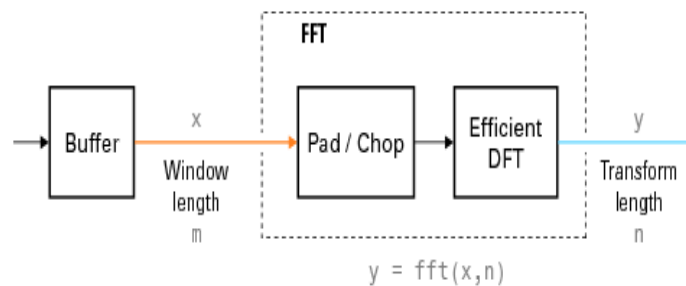 FFT
Buffer
x
Window
length
m
Pad / Chop
Efficient
DFT
y
Transform
length
n
y = fft(x,n)